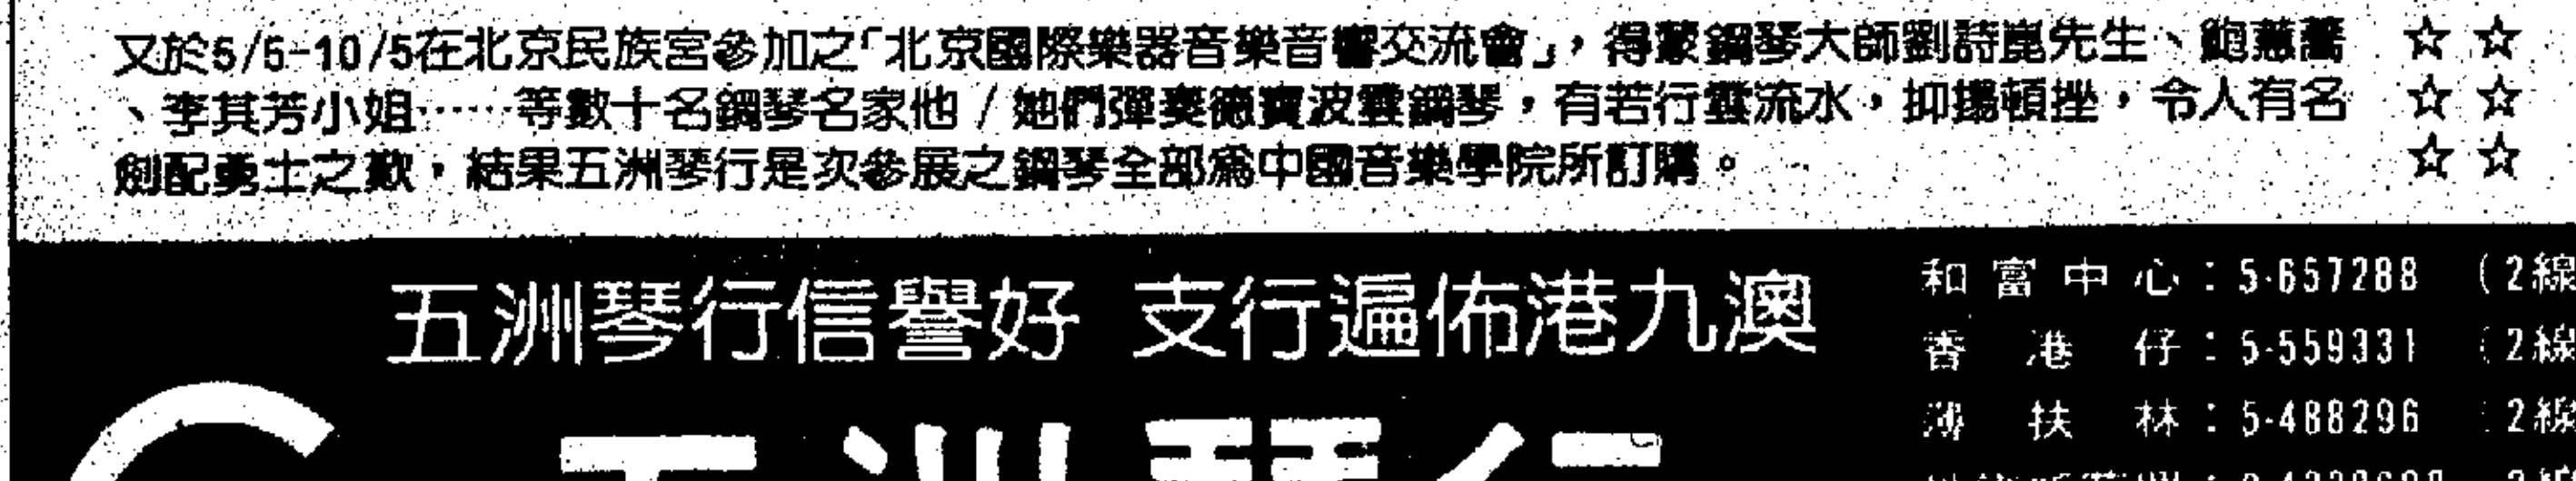 又於5/5-10/5在北京民族宮參加之「北京國際樂器音樂音響交流會」，得蒙鋼琴大師劉詩崑先生、鮑蕙蕎 ☆☆
、李其芳小姐……等數十名鋼琴名家他/她們彈奏德寶波雲鋼琴，有若行雲流水，抑揚頓挫，令人有名 ☆☆
劍配勇士之歎，結果五洲琴行是次參展之鋼琴全部為中國音樂學院所訂購。 ☆☆
五洲琴行信譽好 支行遍佈港九澳
和富中心：5-657288 (2線
香港仔：5-559331 (2線
薄扶林：5-488296 (2線
五洲琴行